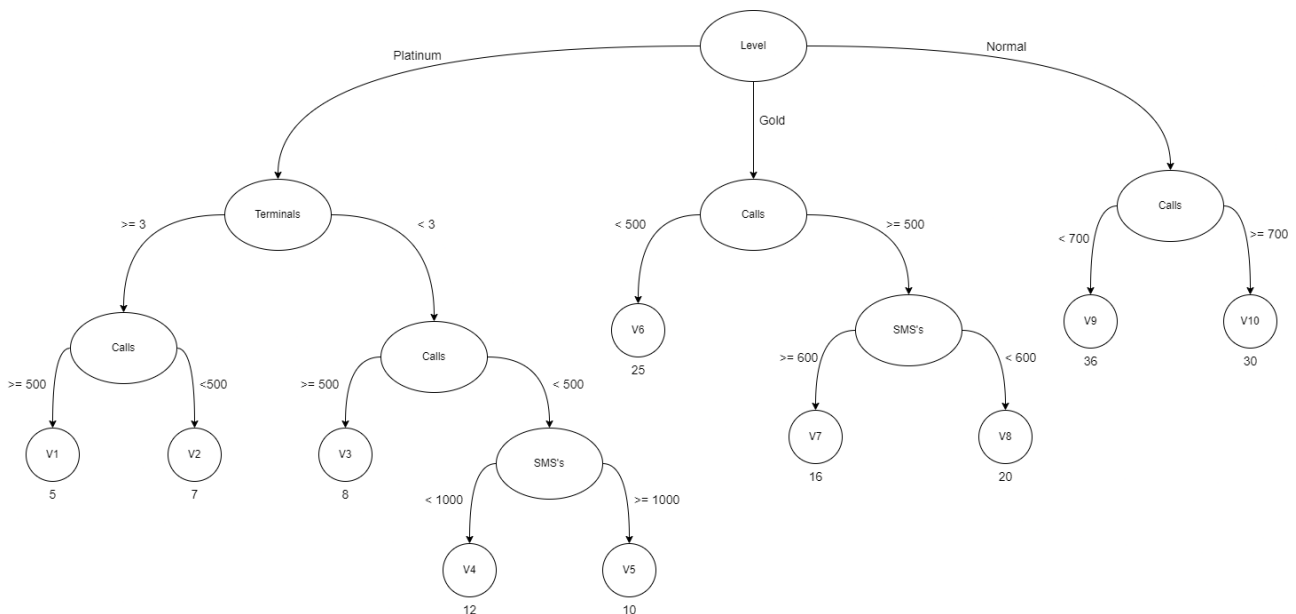 Level
Platinum
Normal
Gold
Terminals
Calls
Calls
>= 3
< 3
< 500
>= 500
< 700
>= 700
Calls
Calls
V6
SMS's
V9
V10
25
36
30
>= 500
<500
>= 500
< 500
>= 600
< 600
V1
V2
V3
SMS's
V7
V8
5
7
8
16
20
< 1000
>= 1000
V4
V5
12
10